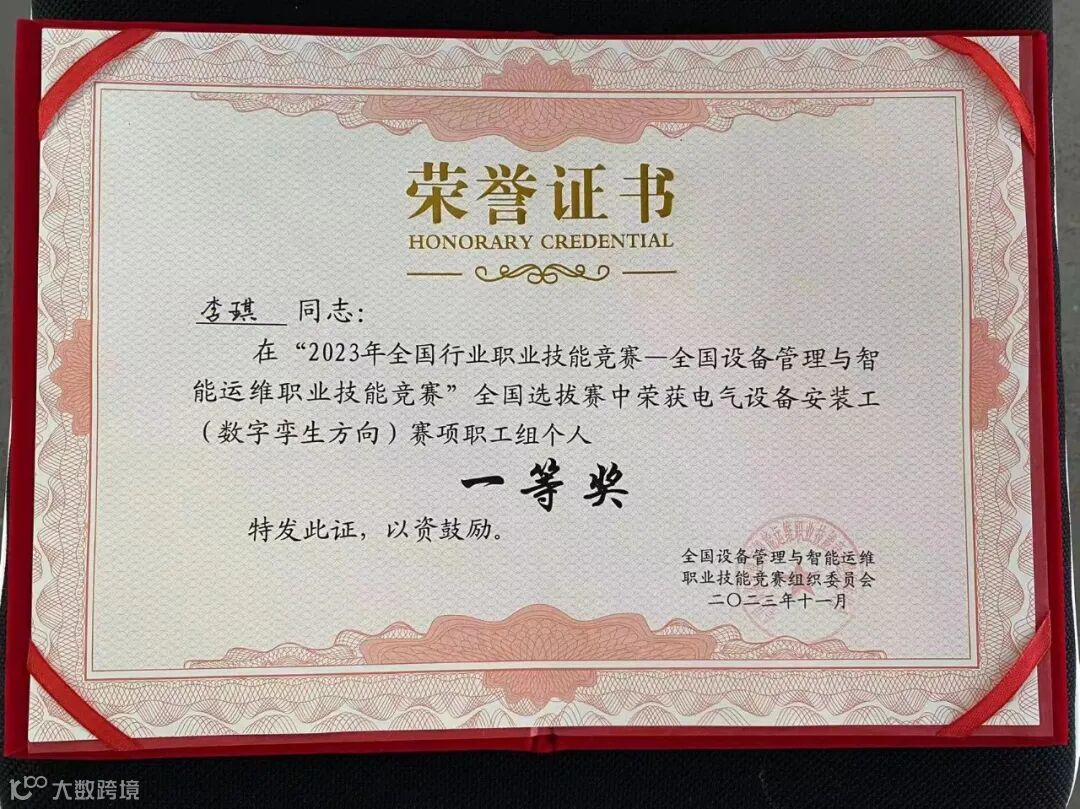 荣誉证书
HONORARY CREDENTIAL
李琪 同志：
在“2023年全国行业职业技能竞赛—全国设备管理与智
能运维职业技能竞赛”全国选拔赛中荣获电气设备安装工
（数字孪生方向）赛项职工组个人
一等奖
特发此证，以资鼓励。
全国设备管理与智能运维
职业技能竞赛组织委员会
二〇二三年十一月
大数跨境